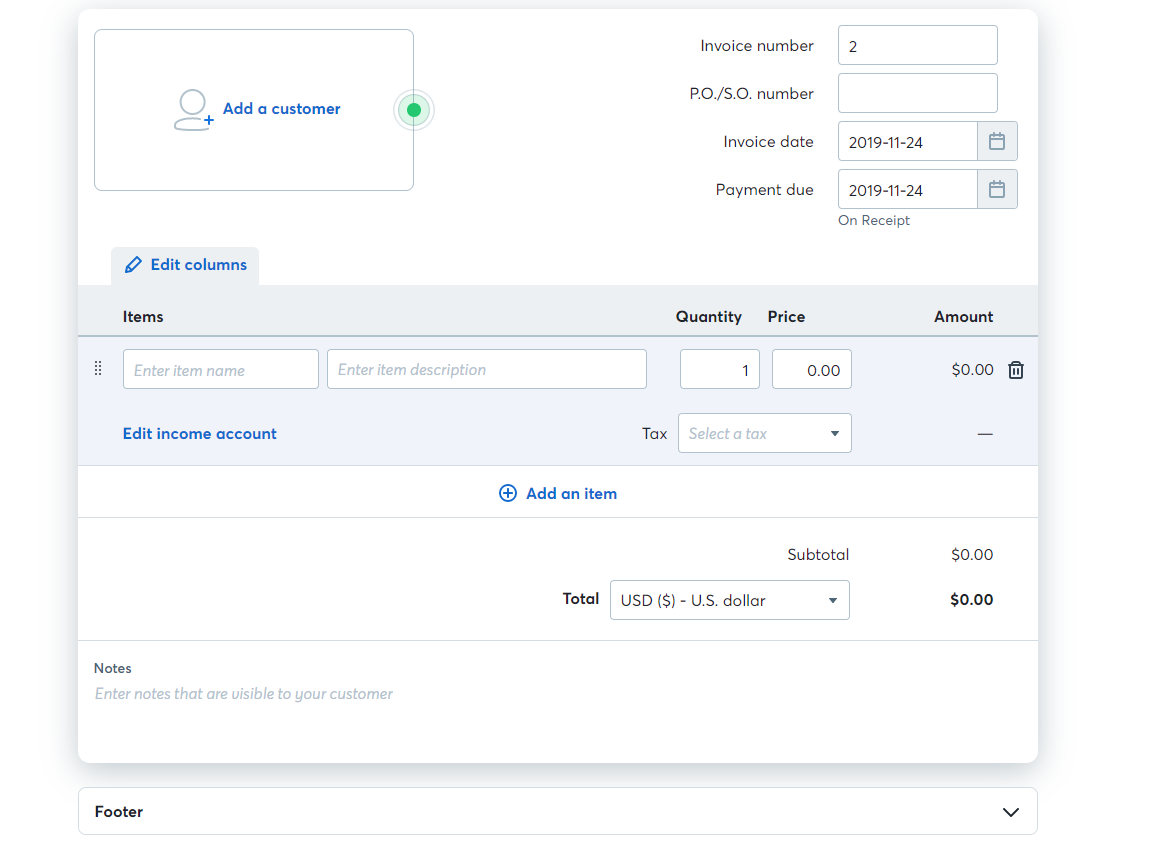 Add a customer
Invoice number 2
P.O./S.O. number
Invoice date 2019-11-24
Payment due 2019-11-24
On Receipt
Edit columns
Items Quantity Price Amount
Enter item name Enter item description 1 0.00 $0.00
Edit income account Tax Select a tax —
Add an item
Subtotal $0.00
Total USD ($) - U.S. dollar $0.00
Notes
Enter notes that are visible to your customer
Footer